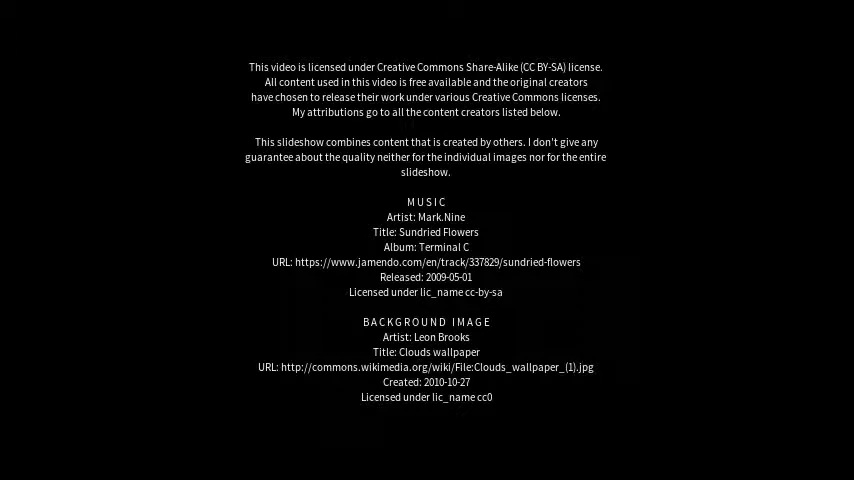 This video is licensed under Creative Commons Share-Alike (CC BY-SA) license.
All content used in this video is free available and the original creators
have chosen to release their work under various Creative Commons licenses.
My attributions go to all the content creators listed below.
This slideshow combines content that is created by others. I don't give any
guarantee about the quality neither for the individual images nor for the entire
slideshow.
MUSIC
Artist: Mark.Nine
Title: Sundried Flowers
Album: Terminal C
URL: https://www.jamendo.com/en/track/337829/sundried-flowers
Released: 2009-05-01
Licensed under lic_name cc-by-sa
BACKGROUND IMAGE
Artist: Leon Brooks
Title: Clouds wallpaper
URL: http://commons.wikimedia.org/wiki/File:Clouds_wallpaper_(1).jpg
Created: 2010-10-27
Licensed under lic_name cc0